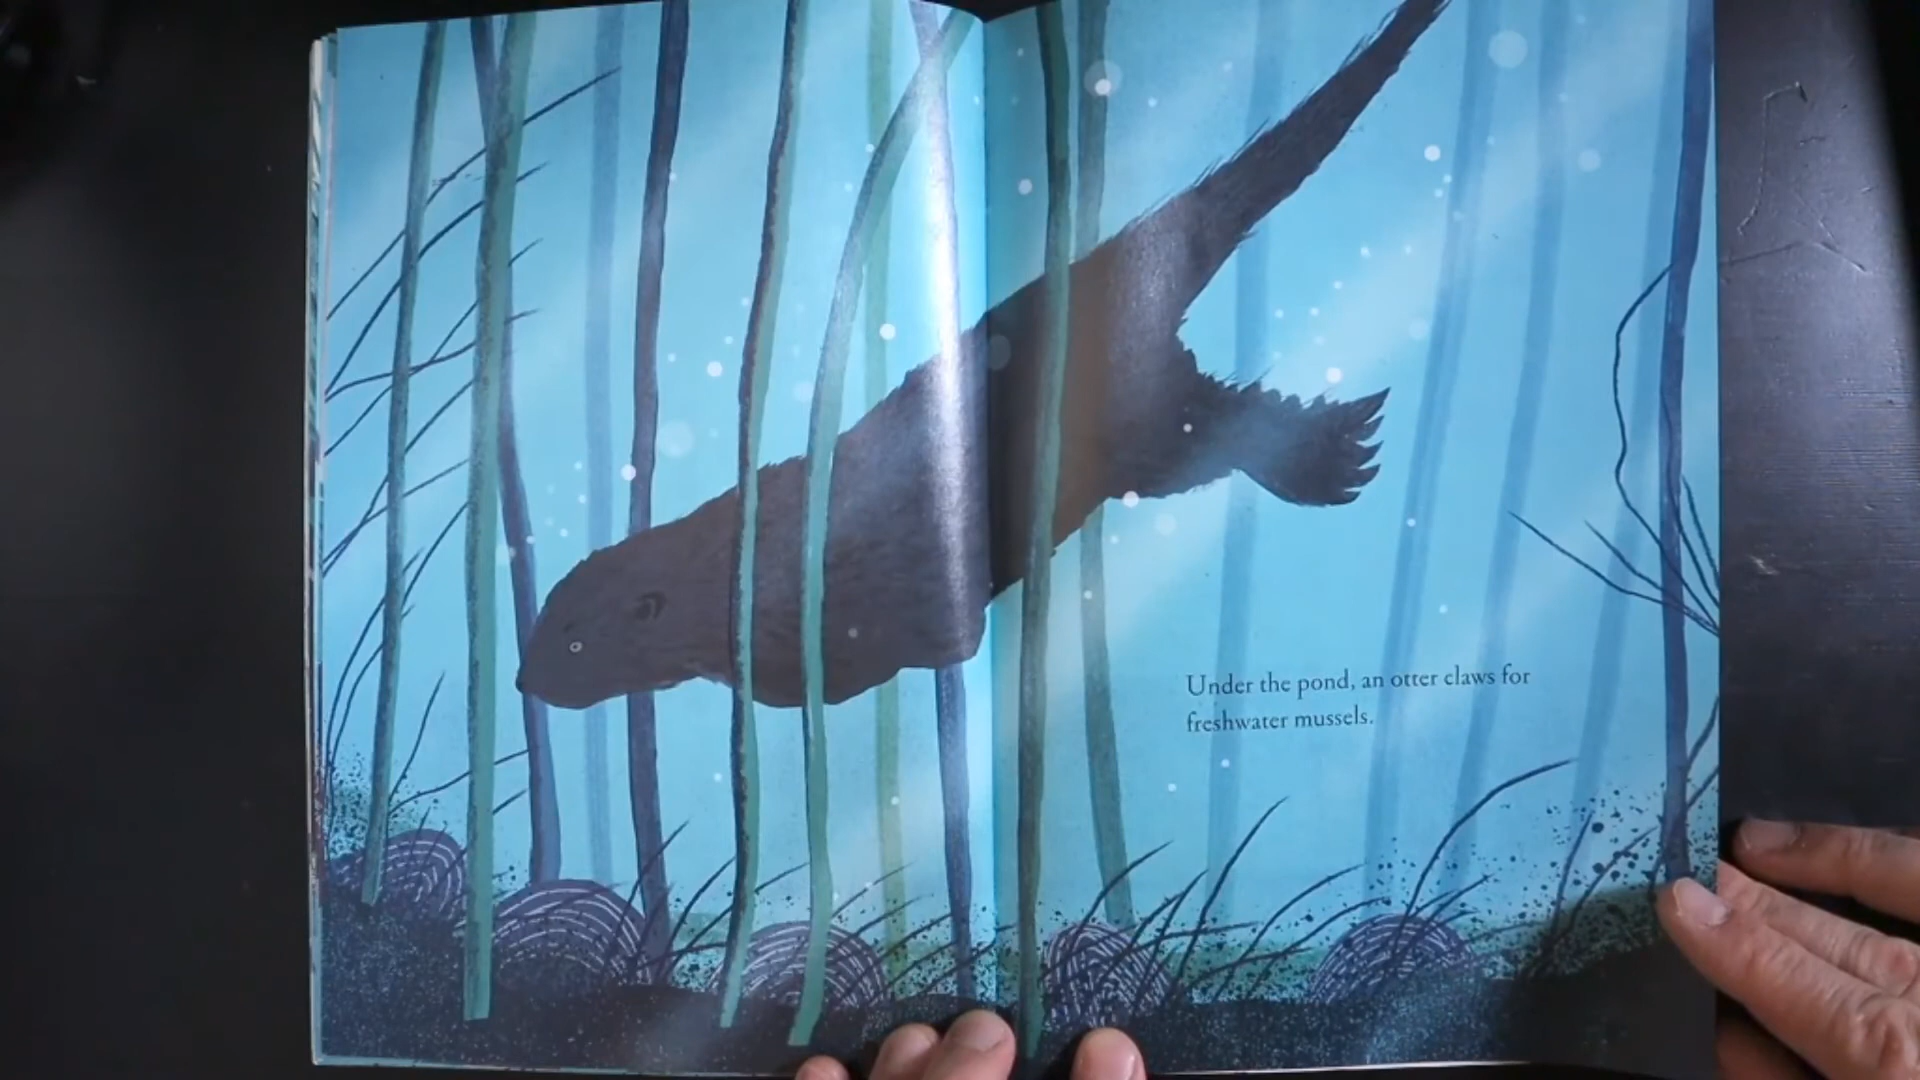 Under the pond, an otter claws for
freshwater mussels.